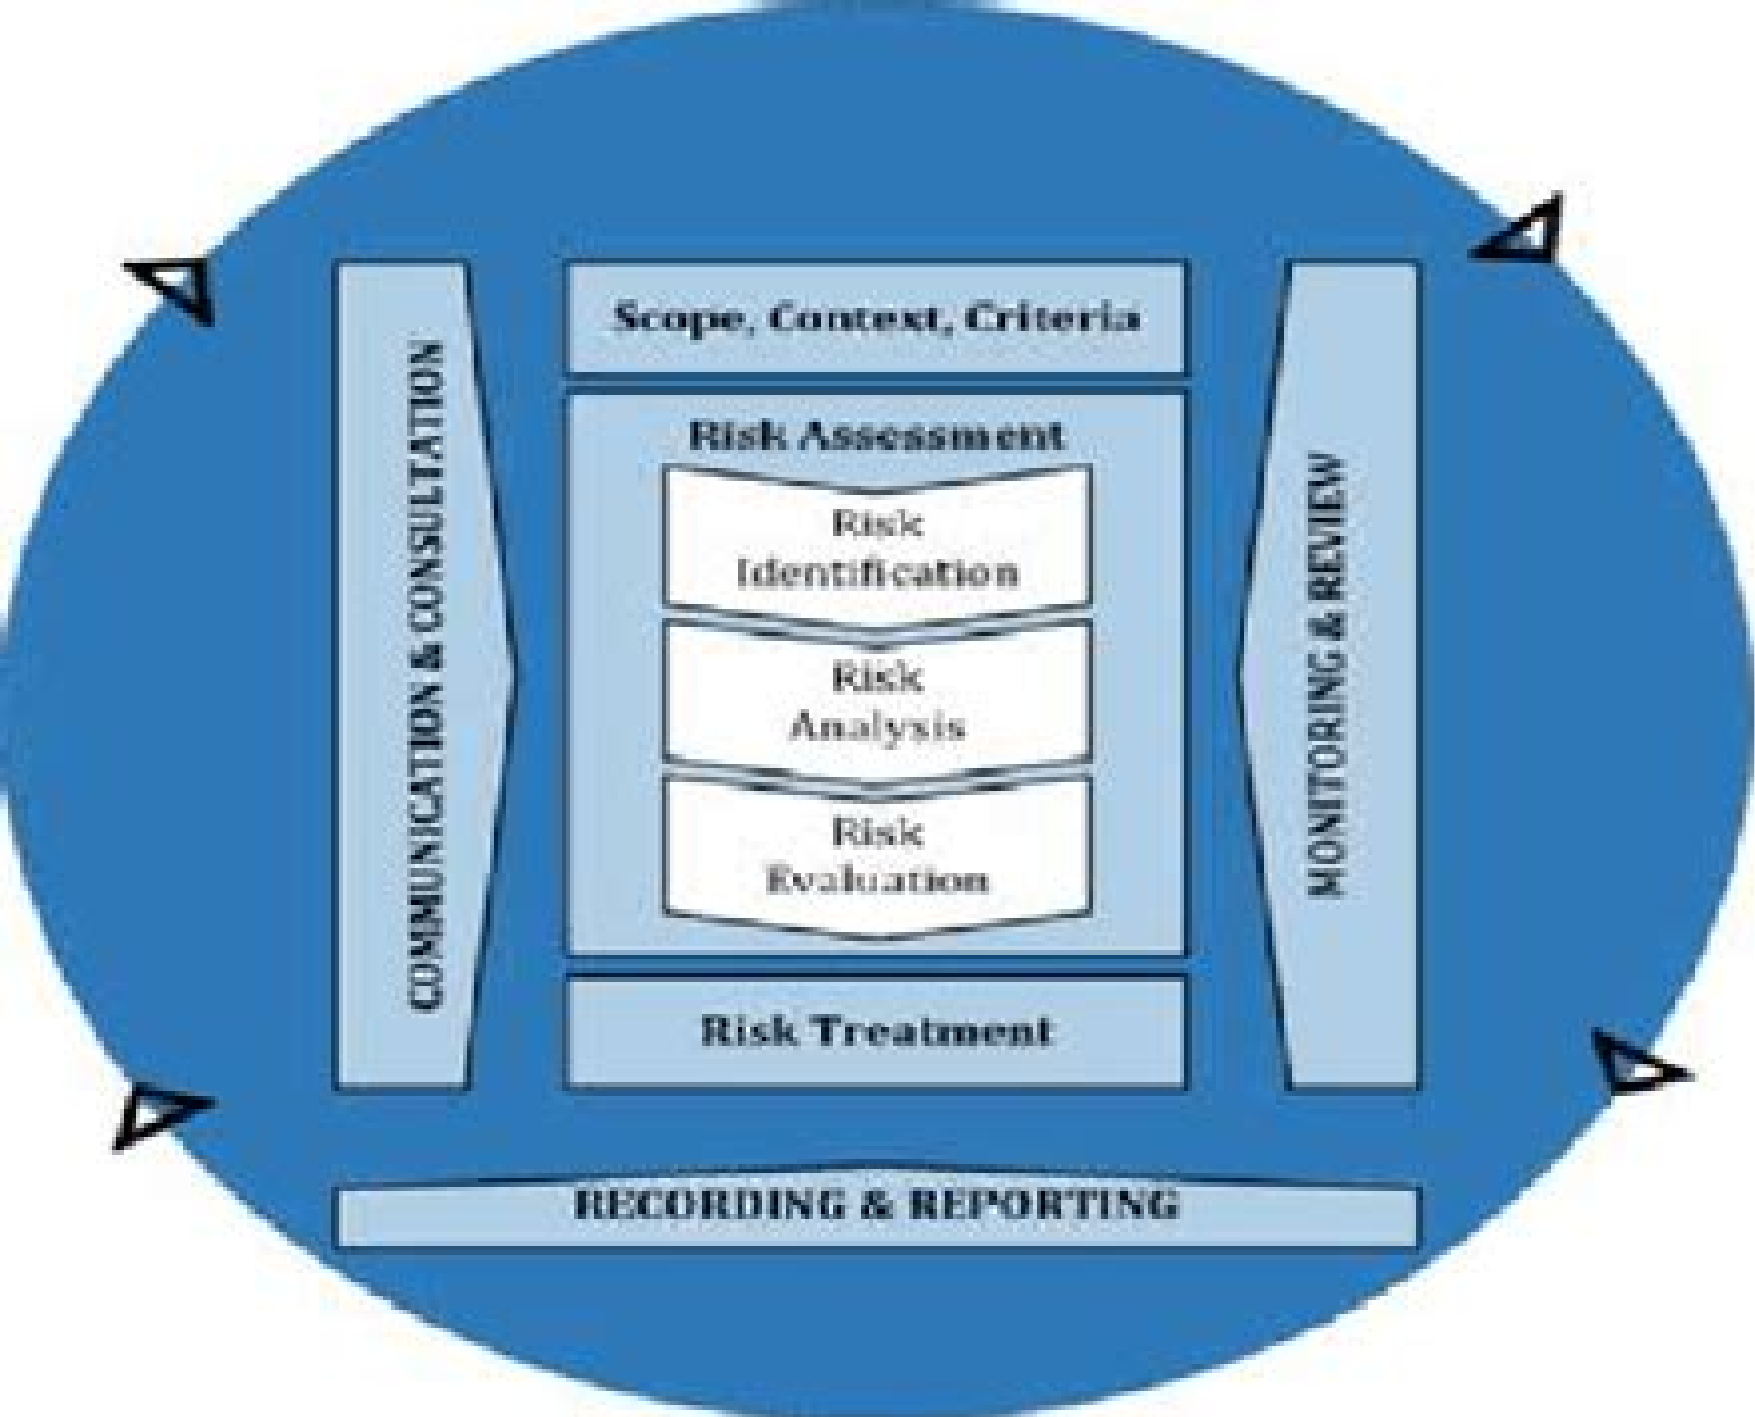 Scope, Context, Criteria
Risk Assessment
Risk
Identification
Risk
Analysis
Risk
Evaluation
Risk Treatment
COMMUNICATION & CONSULTATION
MONITORING & REVIEW
RECORDING & REPORTING